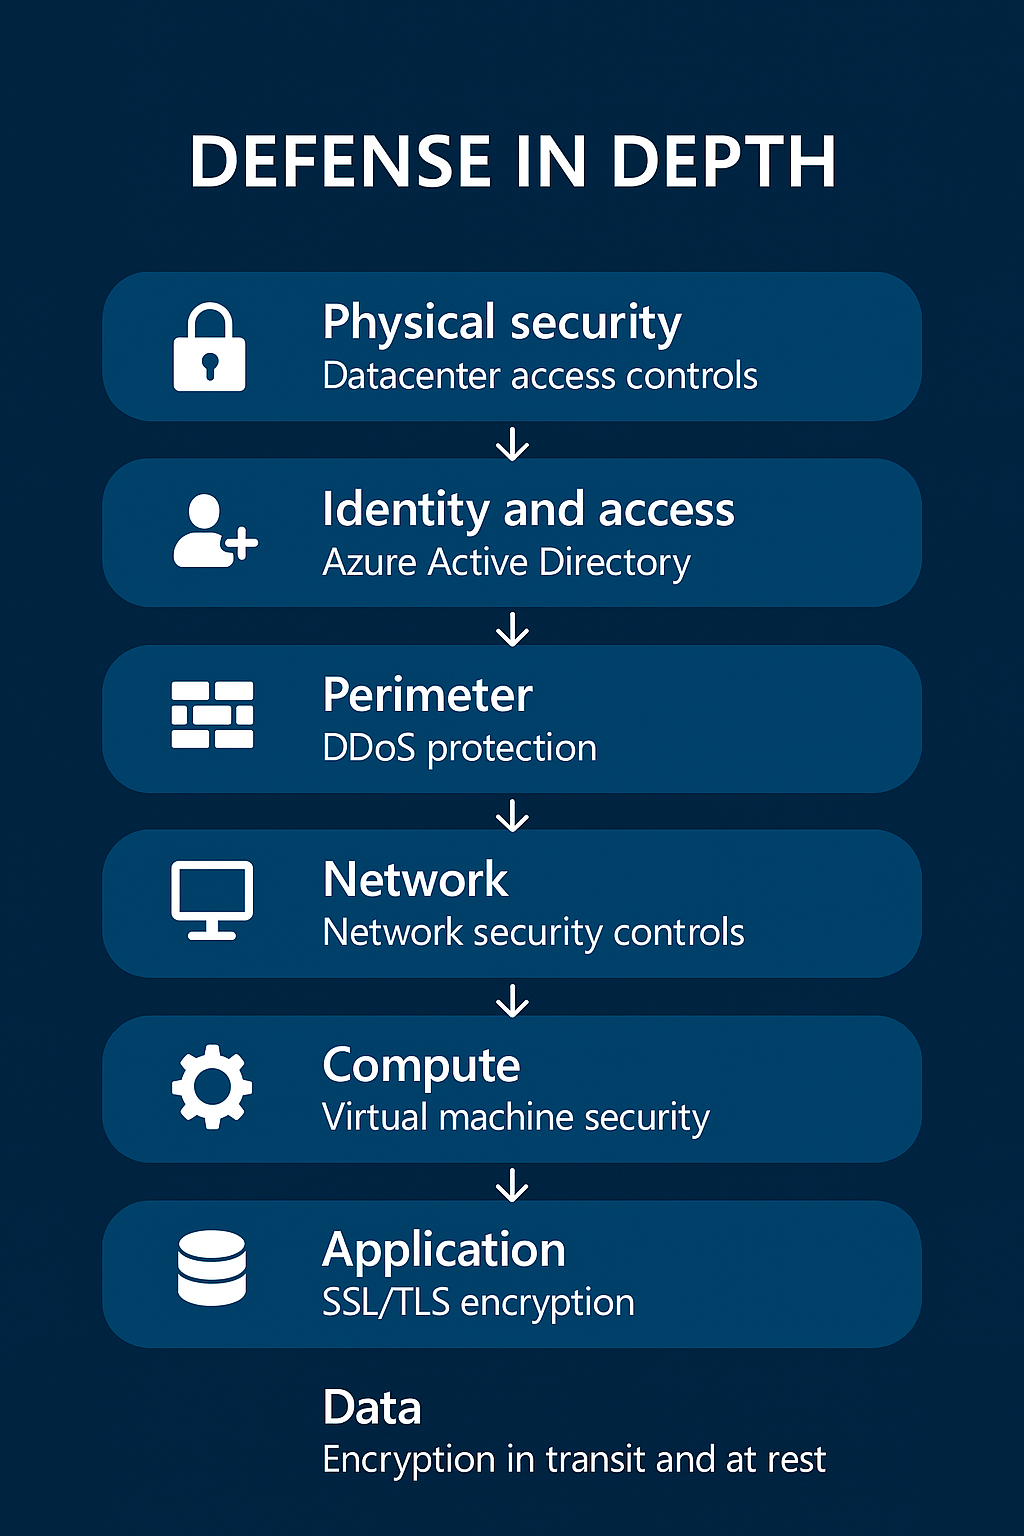 DEFENSE IN DEPTH
Physical security
Datacenter access controls
Identity and access
Azure Active Directory
Perimeter
DDoS protection
Network
Network security controls
Compute
Virtual machine security
Application
SSL/TLS encryption
Data
Encryption in transit and at rest